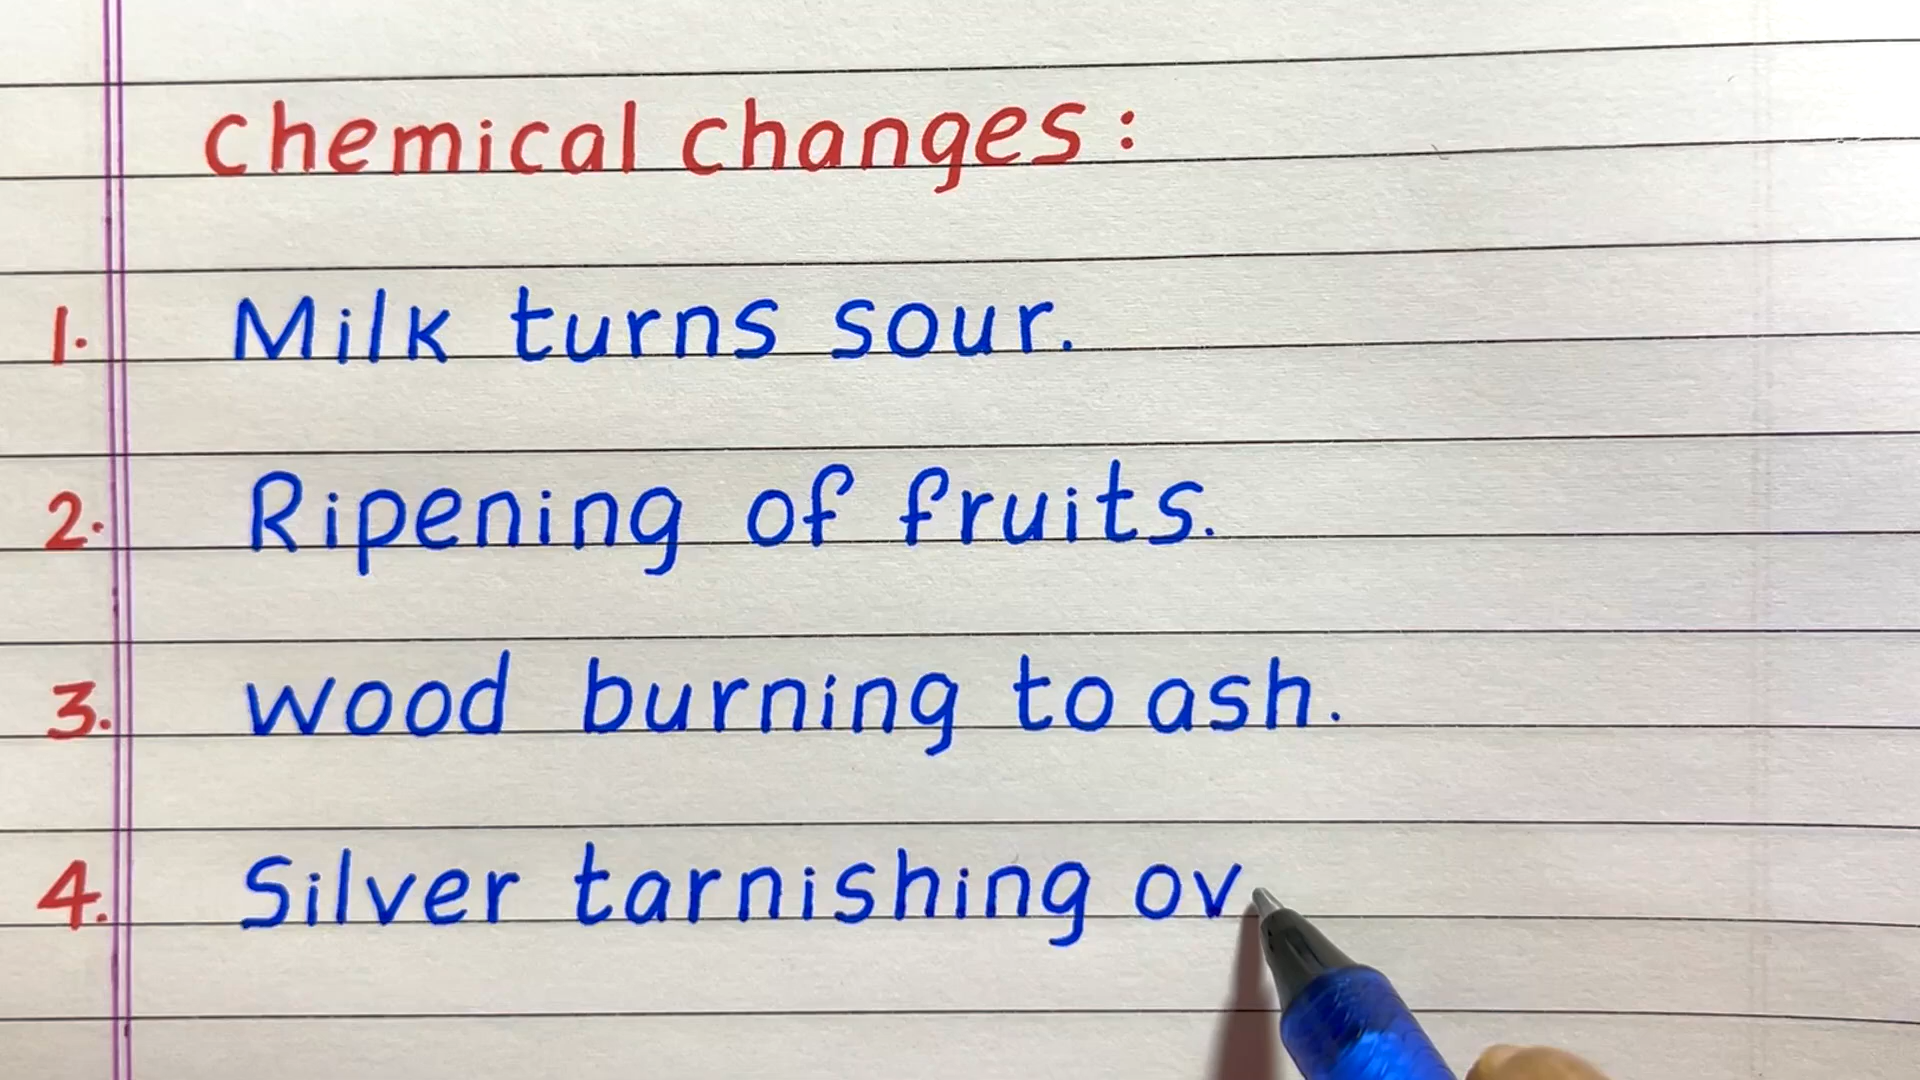 Chemical changes:
1. Milk turns sour.
2. Ripening of fruits.
3. wood burning to ash.
4. Silver tarnishing ov